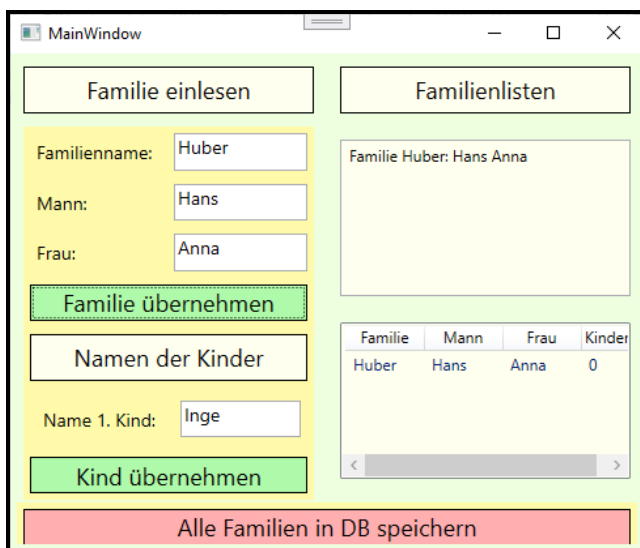 MainWindow
Familie einlesen
Familienname: Huber
Mann: Hans
Frau: Anna
Familie übernehmen
Namen der Kinder
Name 1. Kind: Inge
Kind übernehmen
Familienlisten
Familie Huber: Hans Anna
Familie Mann Frau Kinder
Huber Hans Anna 0
Alle Familien in DB speichern